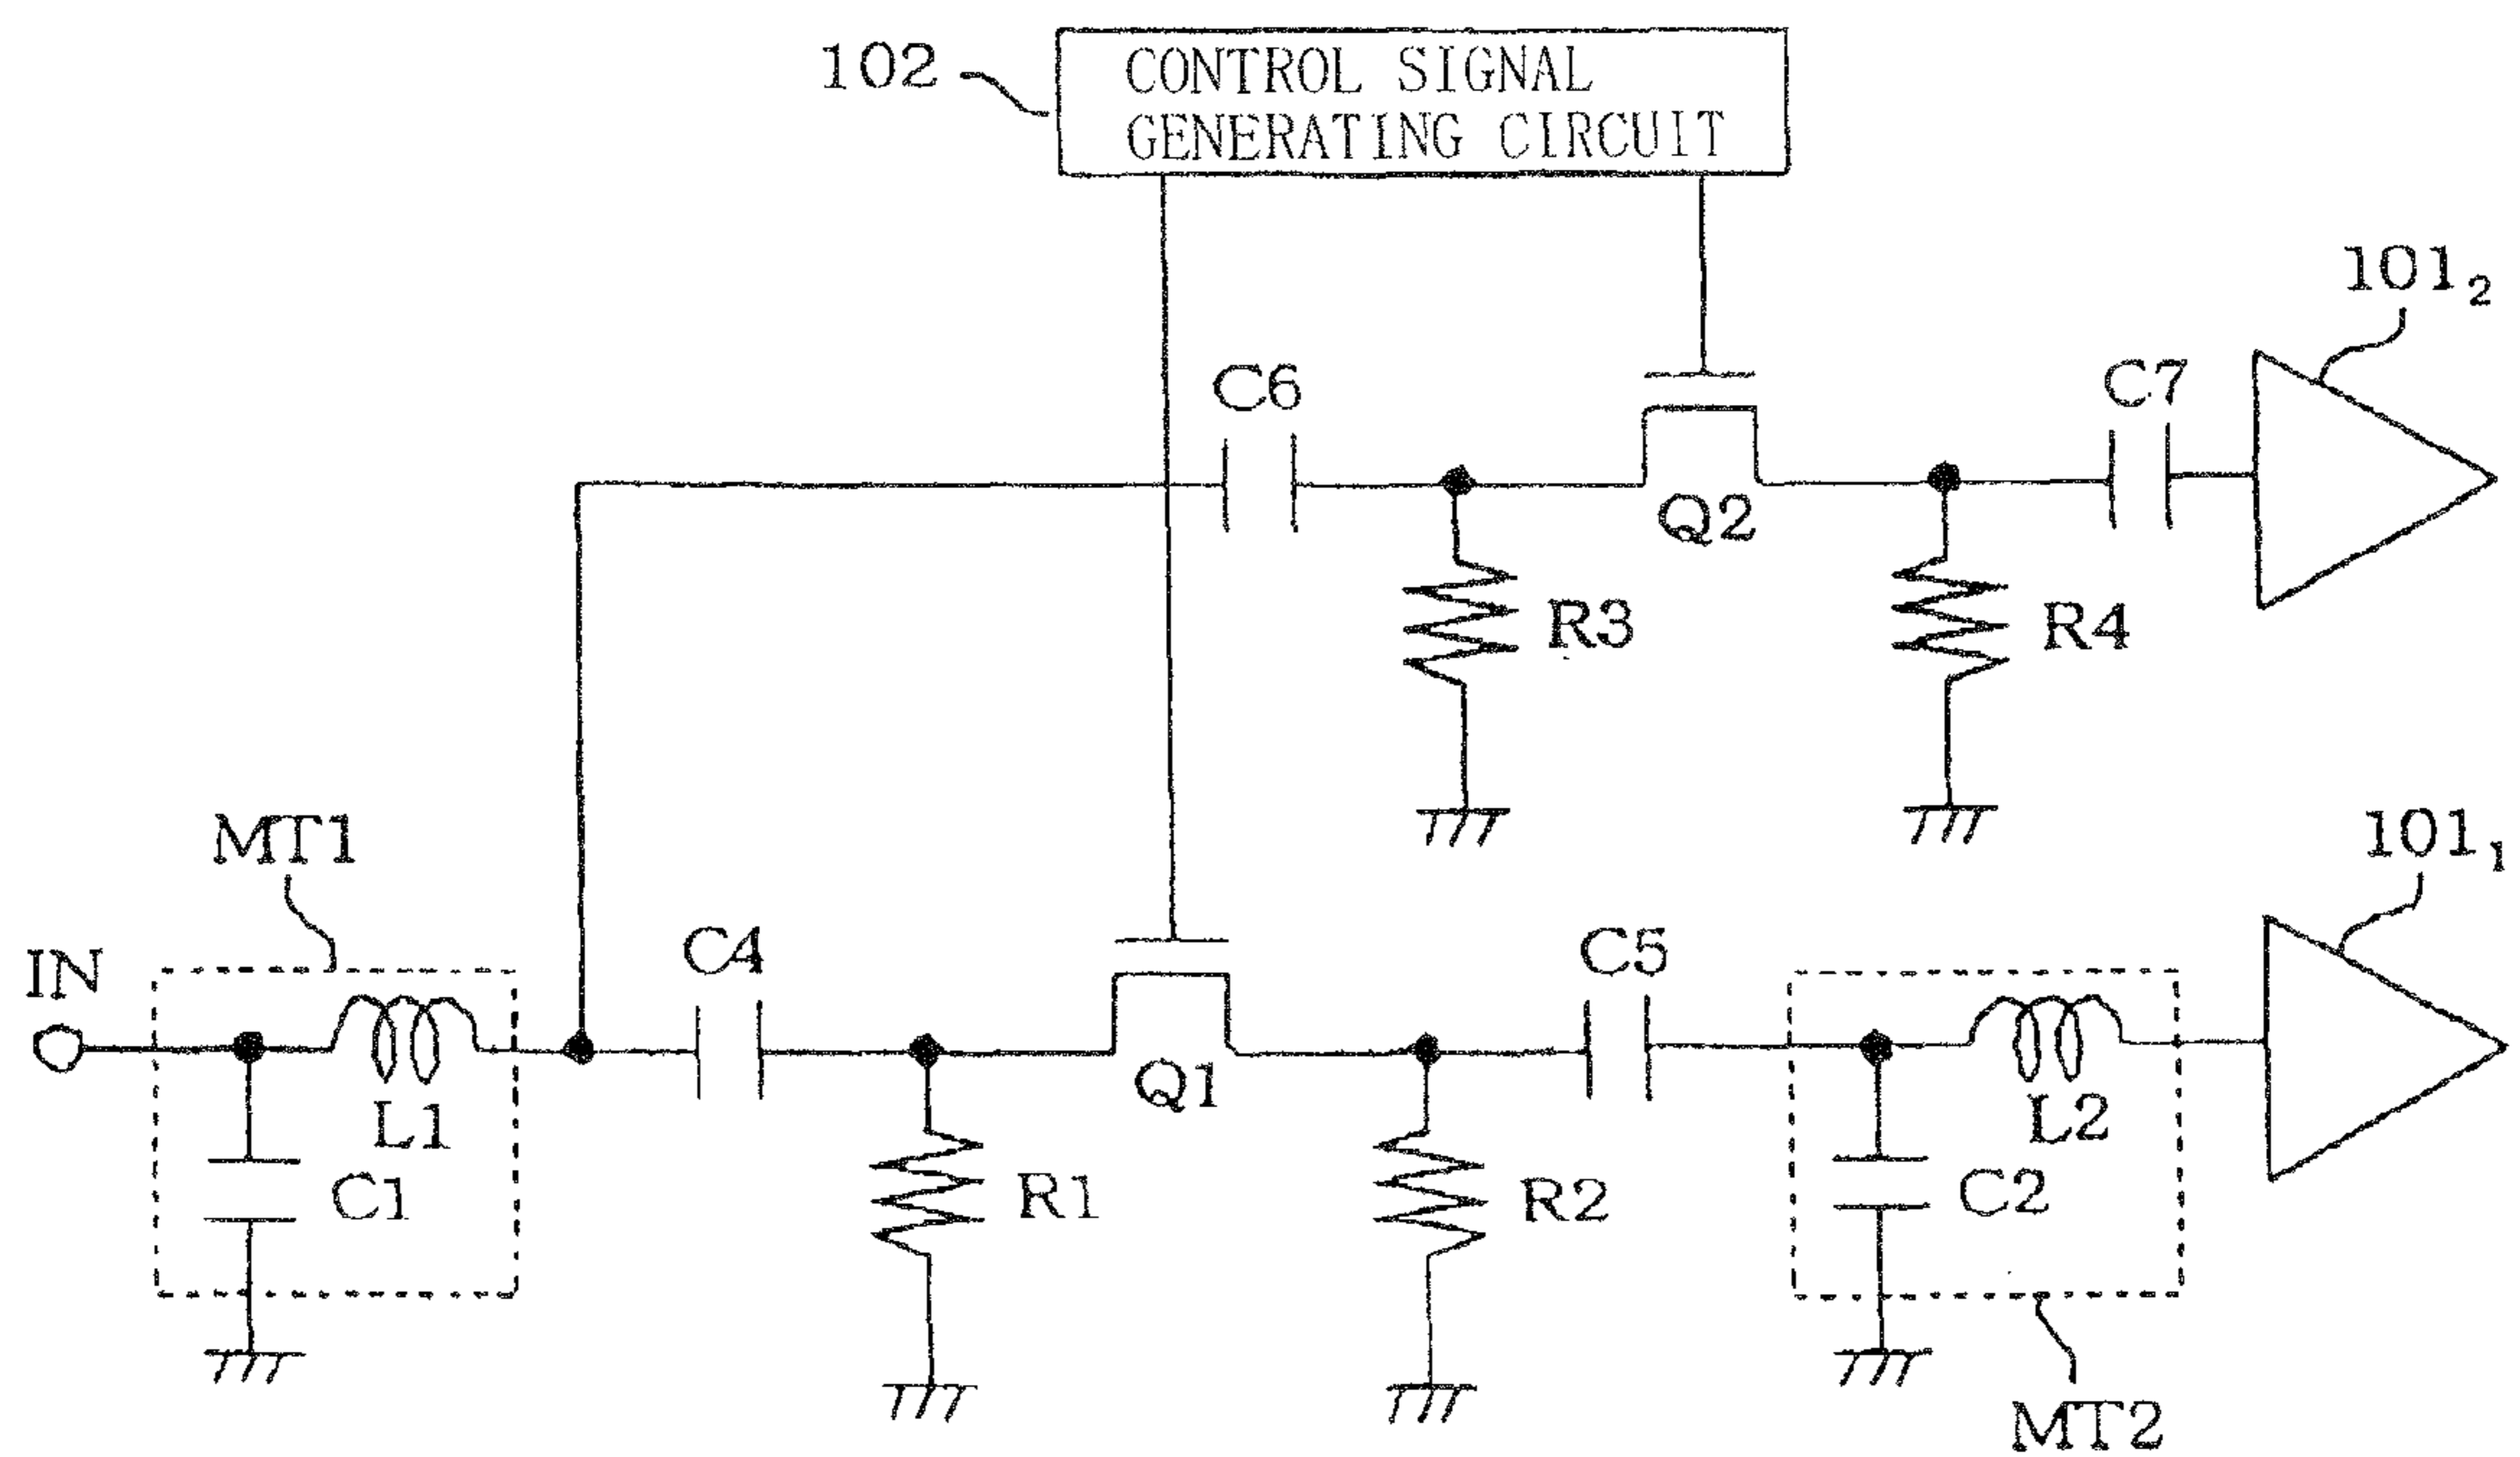 102
CONTROL SIGNAL
GENERATING CIRCUIT
101₂
C6
C7
Q2
R3
R4
MT1
101₁
IN
C4
C5
Q1
L1
L2
C1
R1
R2
C2
MT2